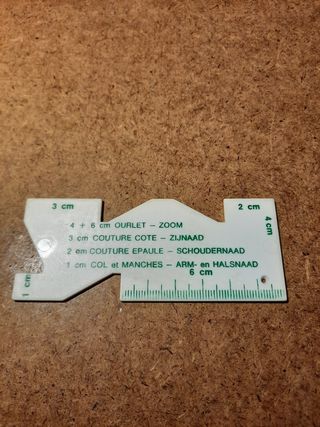 3 cm
2 cm
4 cm
4 + 6 cm OURLET – ZOOM
3 cm COUTURE COTE – ZIJNAAD
2 cm COUTURE EPAULE – SCHOUDERNAAD
1 cm COL et MANCHES – ARM- en HALSNAAD
6 cm
1 cm